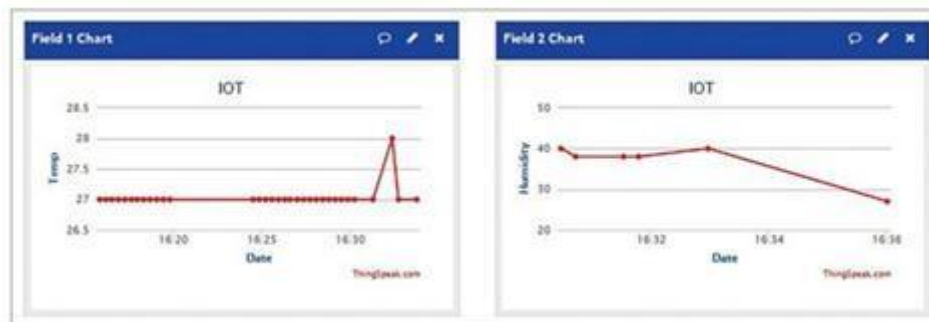 Field 1 Chart
IOT
28.5
28
27.5
27
26.5
Temp
16:20 16:25 16:30
Date
ThingSpeak.com
Field 2 Chart
IOT
50
40
30
20
Humidity
16:32 16:34 16:36
Date
ThingSpeak.com